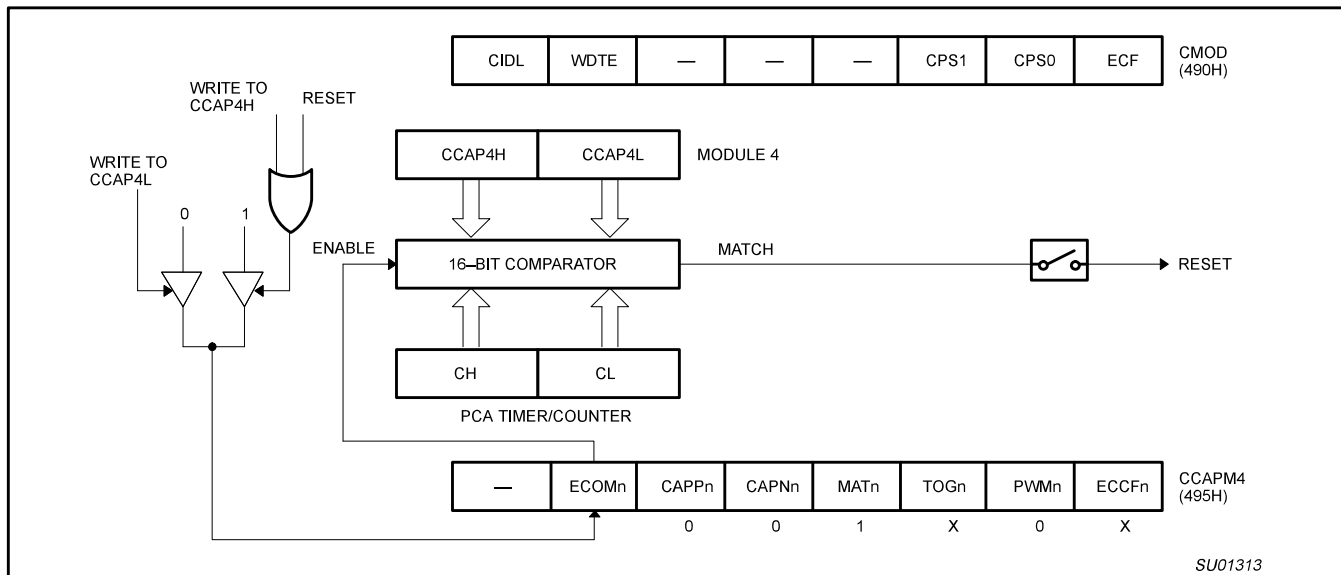 CIDL WDTE — — — CPS1 CPS0 ECF
CMOD
(490H)
WRITE TO
CCAP4H
RESET
CCAP4H CCAP4L
MODULE 4
WRITE TO
CCAP4L
0 1
ENABLE
16–BIT COMPARATOR
MATCH
RESET
CH CL
PCA TIMER/COUNTER
— ECOMn CAPPn CAPNn MATn TOGn PWMn ECCFn
CCAPM4
(495H)
0 0 1 X 0 X
SU01313